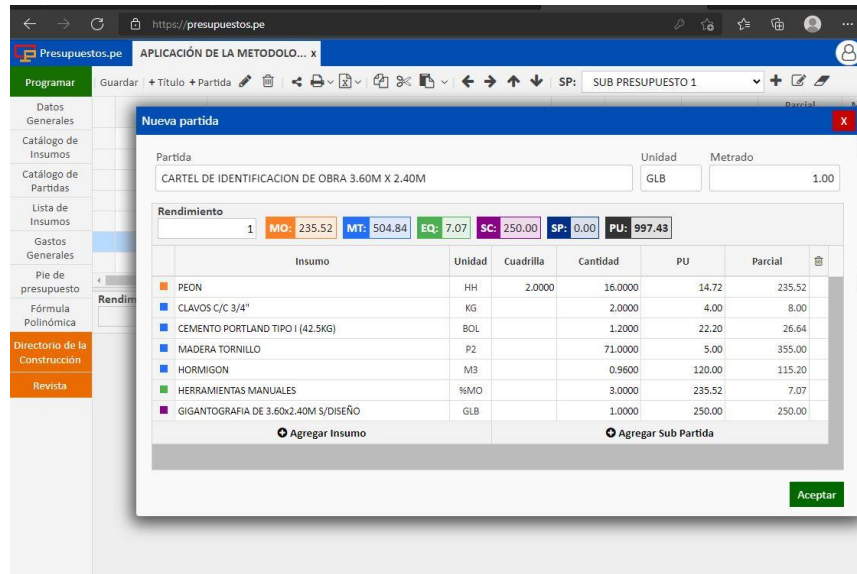 https://presupuestos.pe
Presupuestos.pe APLICACIÓN DE LA METODOLO... x
Programar Guardar + Título + Partida SP: SUB PRESUPUESTO 1
Datos Generales
Catálogo de Insumos
Catálogo de Partidas
Lista de Insumos
Gastos Generales
Pie de presupuesto
Fórmula Polinómica
Directorio de la Construcción
Revista
Parcial
Rendim
Nueva partida X
Partida Unidad Metrado
CARTEL DE IDENTIFICACION DE OBRA 3.60M X 2.40M GLB 1.00
Rendimiento
1 MO: 235.52 MT: 504.84 EQ: 7.07 SC: 250.00 SP: 0.00 PU: 997.43
Insumo Unidad Cuadrilla Cantidad PU Parcial
PEON HH 2.0000 16.0000 14.72 235.52
CLAVOS C/C 3/4" KG 2.0000 4.00 8.00
CEMENTO PORTLAND TIPO I (42.5KG) BOL 1.2000 22.20 26.64
MADERA TORNILLO P2 71.0000 5.00 355.00
HORMIGON M3 0.9600 120.00 115.20
HERRAMIENTAS MANUALES %MO 3.0000 235.52 7.07
GIGANTOGRAFIA DE 3.60x2.40M S/DISEÑO GLB 1.0000 250.00 250.00
Agregar Insumo Agregar Sub Partida
Aceptar